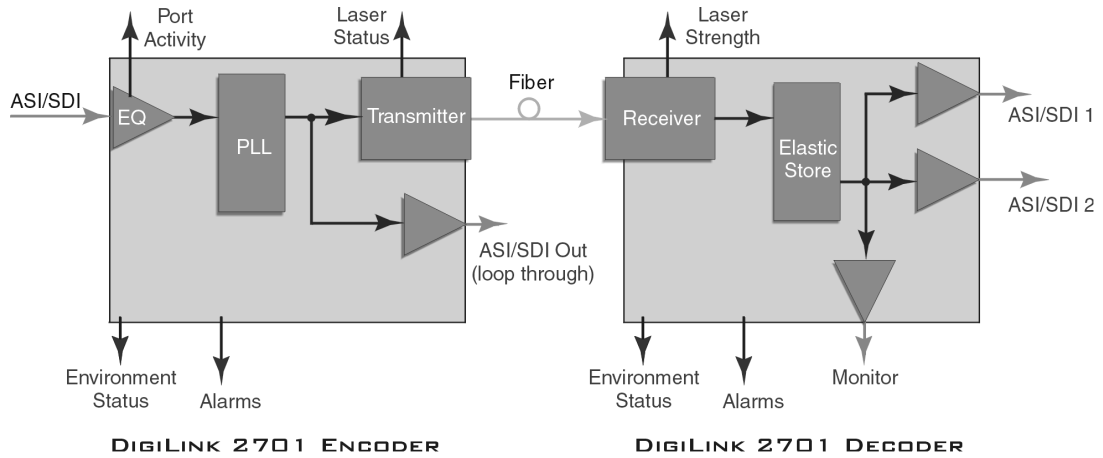 Port
Activity
Laser
Status
Laser
Strength
ASI/SDI
EQ
PLL
Transmitter
Fiber
Receiver
Elastic
Store
ASI/SDI 1
ASI/SDI 2
ASI/SDI Out
(loop through)
Environment
Status
Alarms
Environment
Status
Alarms
Monitor
DIGILINK 2701 ENCODER
DIGILINK 2701 DECODER